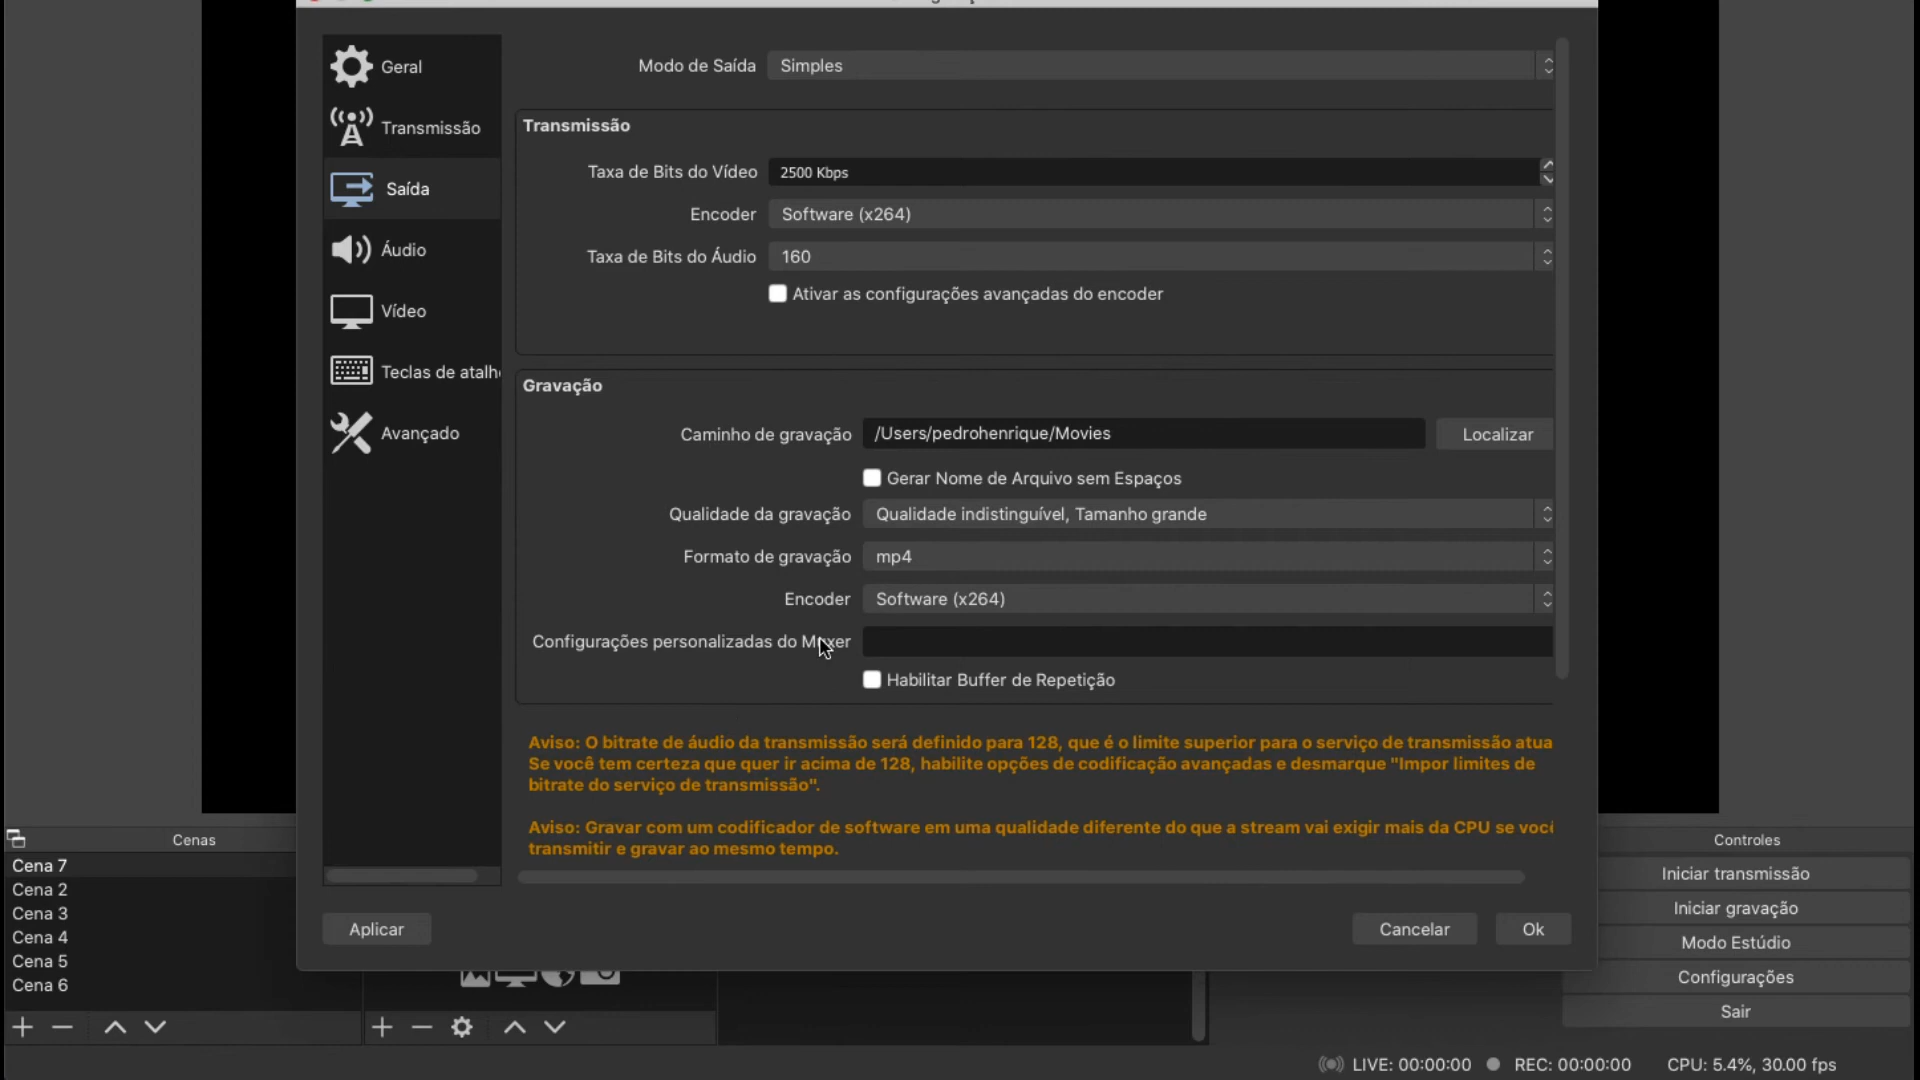 Geral
Transmissão
Saída
Áudio
Vídeo
Teclas de atalh
Avançado
Modo de Saída Simples
Transmissão
Taxa de Bits do Vídeo 2500 Kbps
Encoder Software (x264)
Taxa de Bits do Áudio 160
Ativar as configurações avançadas do encoder
Gravação
Caminho de gravação /Users/pedrohenrique/Movies Localizar
Gerar Nome de Arquivo sem Espaços
Qualidade da gravação Qualidade indistinguível, Tamanho grande
Formato de gravação mp4
Encoder Software (x264)
Configurações personalizadas do Muxer
Habilitar Buffer de Repetição
Aviso: O bitrate de áudio da transmissão será definido para 128, que é o limite superior para o serviço de transmissão atua
Se você tem certeza que quer ir acima de 128, habilite opções de codificação avançadas e desmarque "Impor limites de
bitrate do serviço de transmissão".
Aviso: Gravar com um codificador de software em uma qualidade diferente do que a stream vai exigir mais da CPU se você
transmitir e gravar ao mesmo tempo.
Aplicar
Cancelar
Ok
Cenas
Cena 7
Cena 2
Cena 3
Cena 4
Cena 5
Cena 6
Controles
Iniciar transmissão
Iniciar gravação
Modo Estúdio
Configurações
Sair
LIVE: 00:00:00 REC: 00:00:00 CPU: 5.4%, 30.00 fps